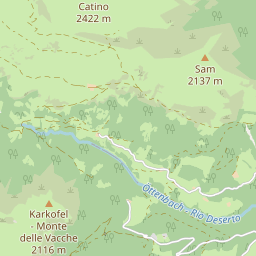 Catino
2422 m
Sam
2137 m
Ottenbach - Rio Deserto
Karkofel
- Monte
delle Vacche
2116 m